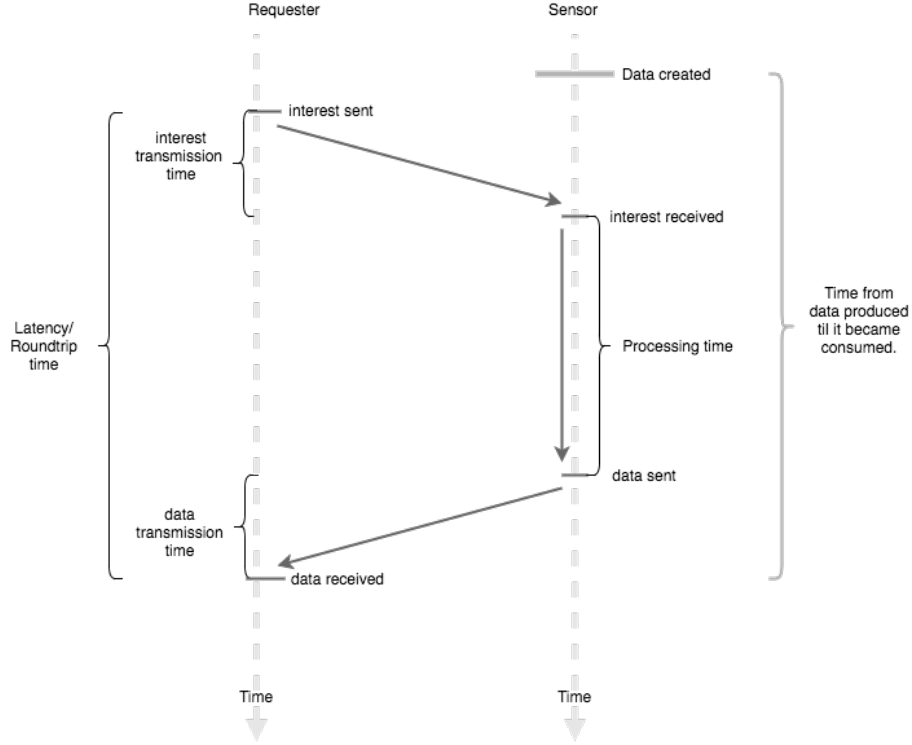 Requester
Sensor
Data created
interest sent
interest
transmission
time
interest received
Time from
data produced
til it became
consumed.
Latency/
Roundtrip
time
Processing time
data sent
data
transmission
time
data received
Time
Time